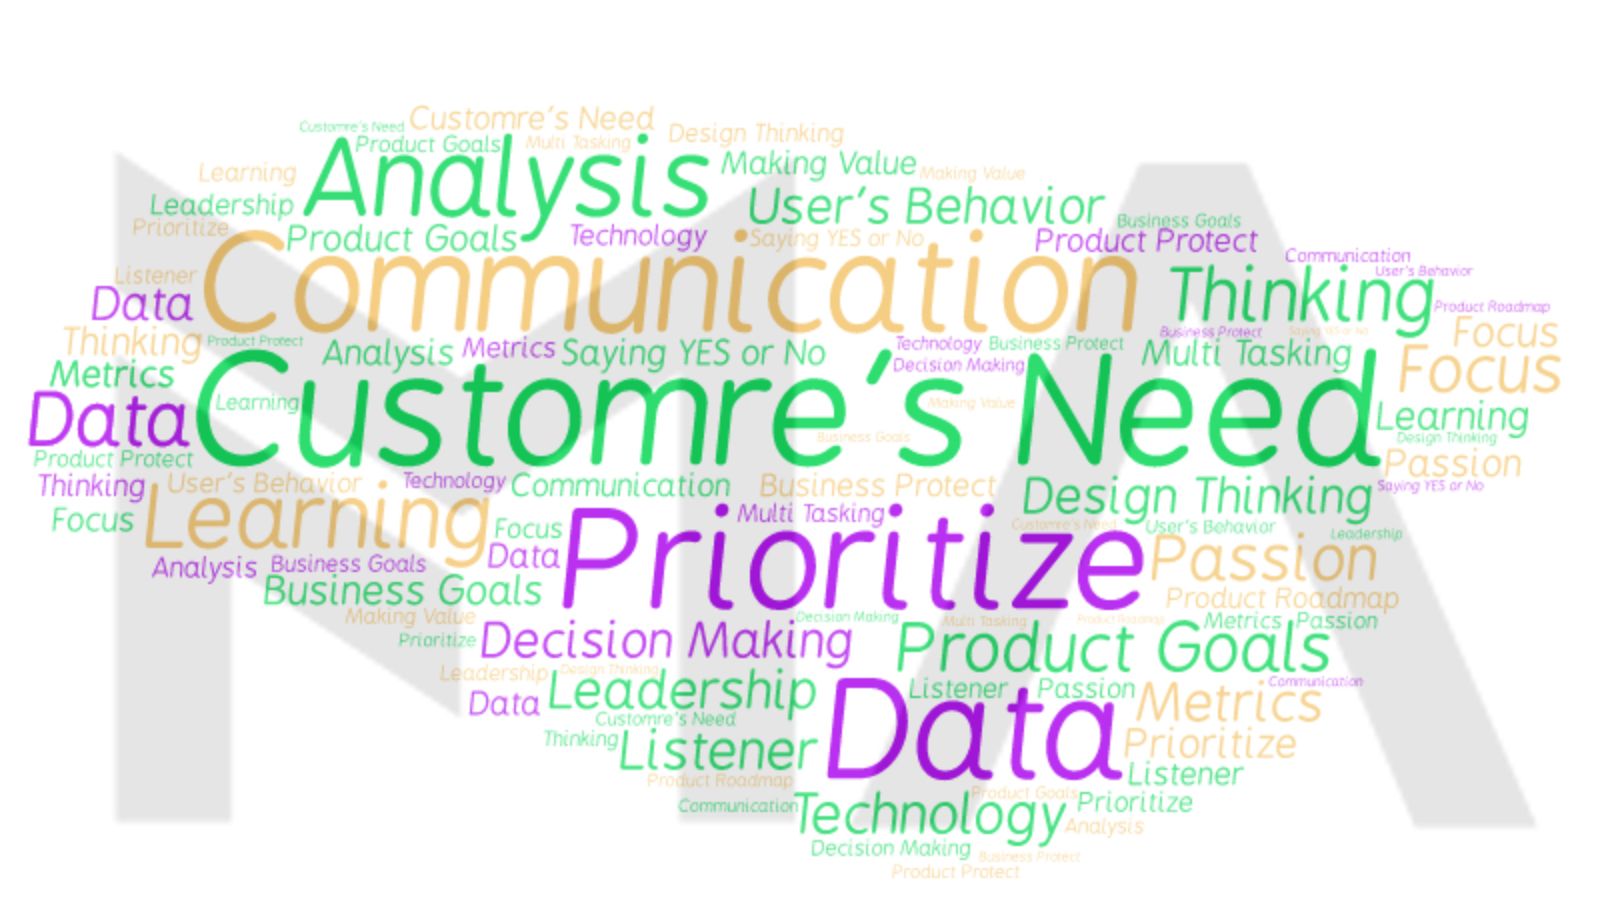 Customre's Need
Customre's Need
Design Thinking
Product Goals
Multi Tasking
Analysis
Making Value
Making Value
Learning
Leadership
User's Behavior
Business Goals
Prioritize
Product Goals
Technology
Saying YES or No
Product Protect
Communication
Communication
User's Behavior
Listener
Data
Thinking
Product Roadmap
Thinking
Product Protect
Analysis
Metrics
Saying YES or No
Technology
Business Protect
Business Protect
Saying YES or No
Focus
Multi Tasking
Decision Making
Focus
Metrics
Customre's Need
Learning
Making Value
Data
Learning
Business Goals
Design Thinking
Product Protect
Passion
Thinking
User's Behavior
Technology
Communication
Business Protect
Design Thinking
Saying YES or No
Focus
Learning
Focus
Multi Tasking
Customre's Need
User's Behavior
Leadership
Prioritize
Passion
Analysis
Business Goals
Data
Business Goals
Product Roadmap
Making Value
Decision Making
Multi Tasking
Product Roadmap
Metrics
Passion
Prioritize
Decision Making
Product Goals
Leadership
Design Thinking
Communication
Data
Leadership
Data
Listener
Passion
Metrics
Customre's Need
Thinking
Listener
Prioritize
Product Roadmap
Listener
Communication
Technology
Product Goals
Prioritize
Analysis
Decision Making
Business Protect
Product Protect